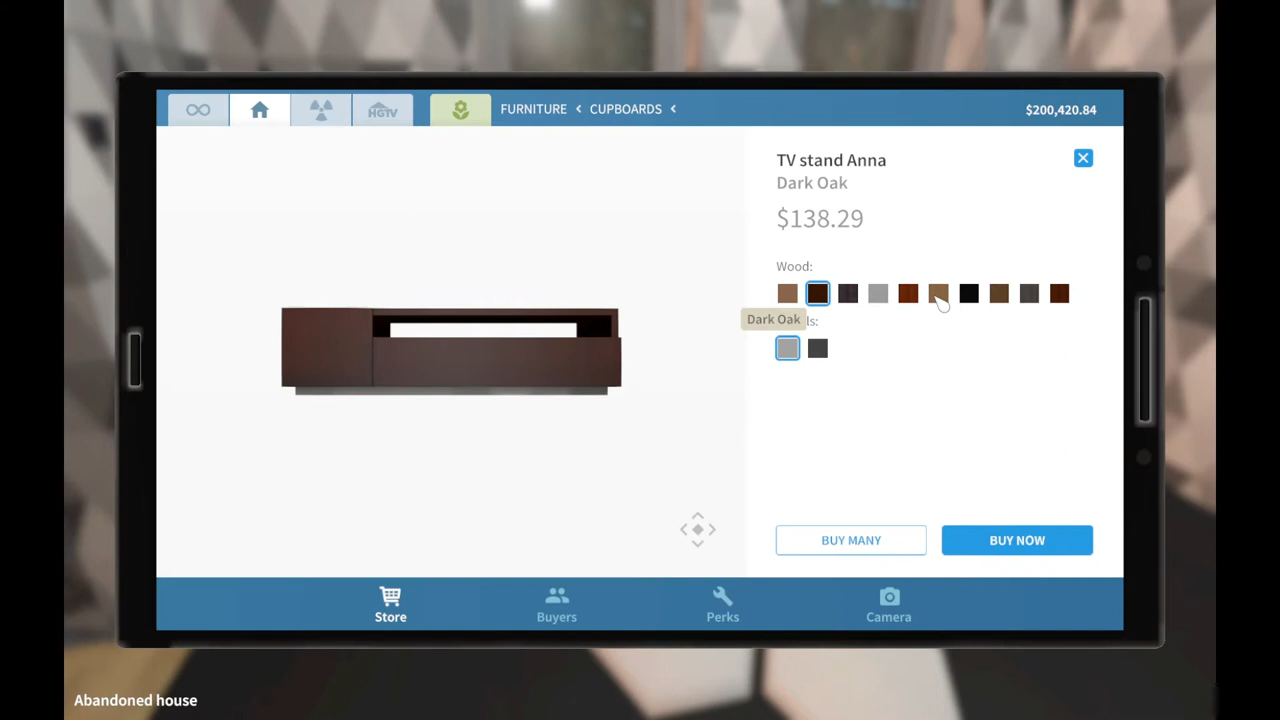 HGTV
FURNITURE < CUPBOARDS <
$200,420.84
TV stand Anna
Dark Oak
$138.29
Wood:
Dark Oak
ls:
BUY MANY
BUY NOW
Store
Buyers
Perks
Camera
Abandoned house